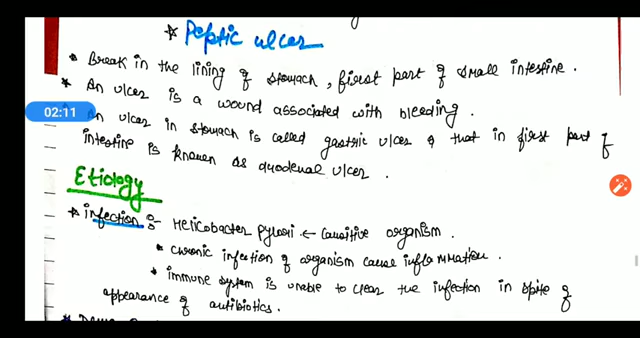 * Peptic ulcer
* Break in the lining of stomach, first part of small intestine.
* An ulcer is a wound associated with bleeding.
An ulcer in stomach is called gastric ulcer & that in first part of
intestine is known as duodenal ulcer.
02:11
Etiology
* infection :- Helicobacter pylori ← causitive organism.
* chronic infection of organism cause inflammation.
* immune system is unable to clear the infection in spite of
appearance of antibiotics.